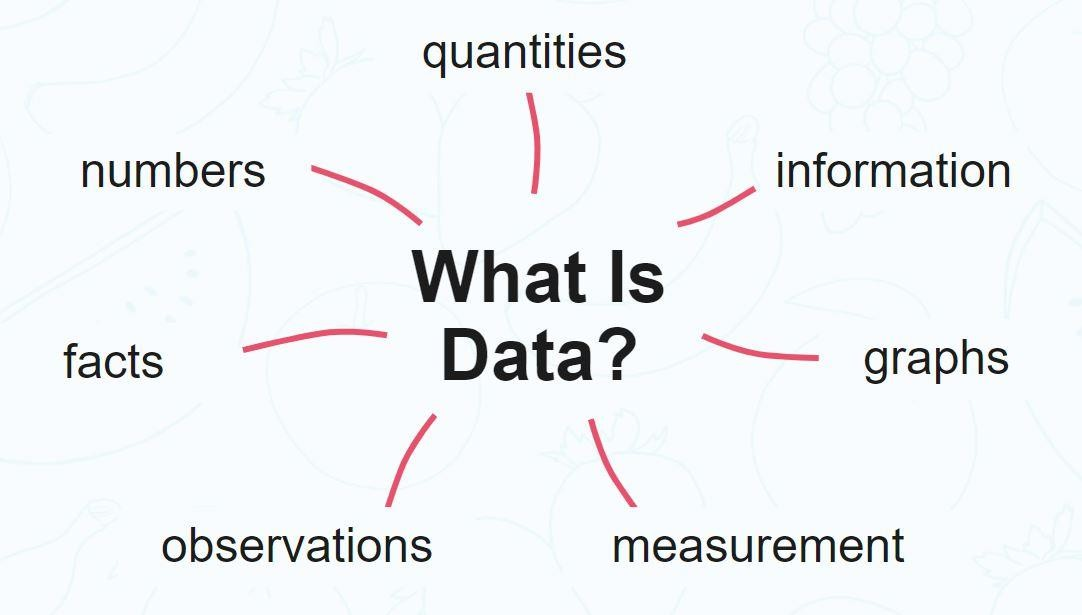 quantities
numbers
information
What Is
Data?
facts
graphs
observations
measurement